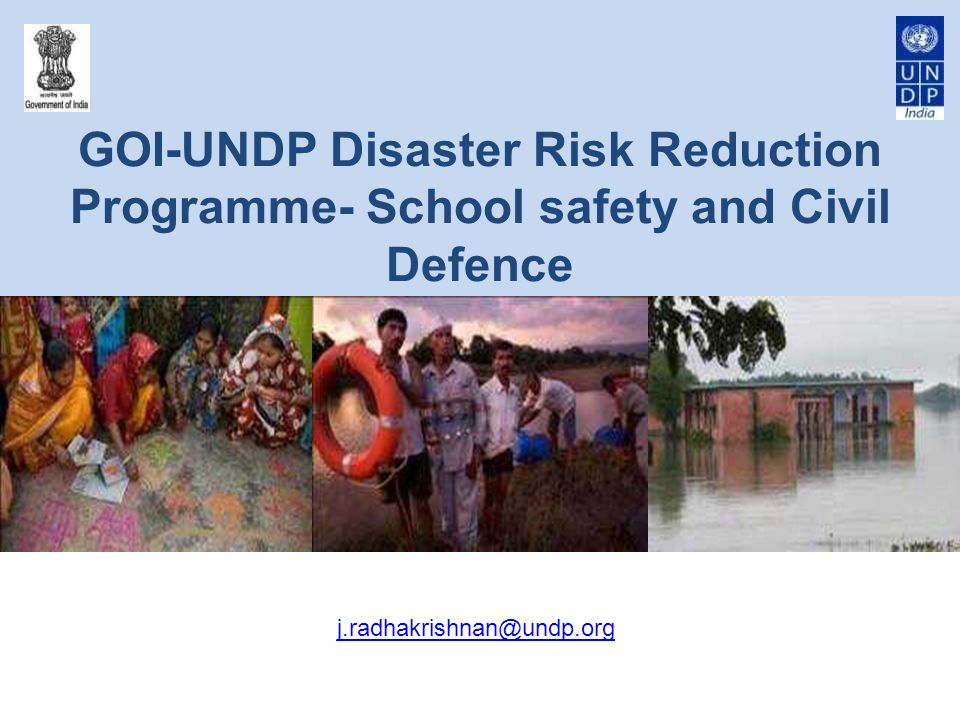 Government of India
U N
D P
India
GOI-UNDP Disaster Risk Reduction
Programme- School safety and Civil
Defence
j.radhakrishnan@undp.org